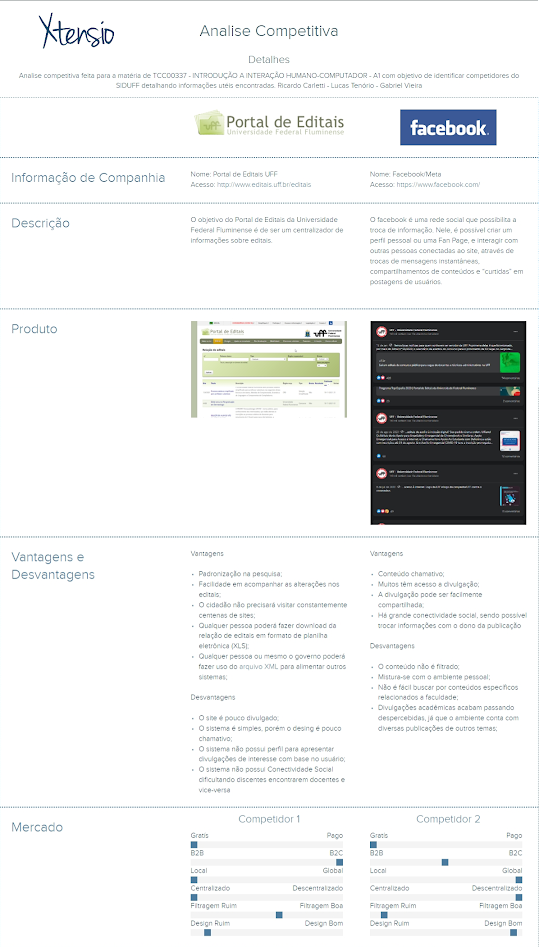 Xtensio
Analise Competitiva
Detalhes
Analise compestiva feita para a matéria de TCC00337 - INTRODUÇÃO A INTERAÇÃO HUMANO-COMPUTADOR - A1 com objetivo de identificar competidores do
SIDUFF detalhando informações utéis encontradas. Ricardo Carletti - Lucas Tenório - Gabriel Vieira
uff Portal de Editais
Universidade Federal Fluminense
facebook.
Informação de Companhia
Nome: Portal de Editais UFF
Acesso: http://www.editais.uff.br/editais
Nome: Facebook/Meta
Acesso: https://www.facebook.com/
Descrição
O objetivo do Portal de Editais da Universidade
Federal Fluminense é de ser um centralizador de
informações sobre editais.
O facebook é uma rede social que possibilita a
troca de informação. Nele, é possível criar um
perfil pessoal ou uma Fan Page, e interagir com
outras pessoas conectadas ao site, através de
trocas de mensagens instantâneas,
compartilhamentos de conteúdos e "curtidas" em
postagens de usuários.
Produto
Portal de Editais
uff
Vantagens e
Desvantagens
Vantagens
• Padronização na pesquisa;
• Facilidade em acompanhar as alterações nos
editais;
• O cidadão não precisará visitar constantemente
centenas de sites;
• Qualquer pessoa poderá fazer download da
relação de editais em formato de planilha
eletrônica (XLS);
• Qualquer pessoa ou mesmo o governo poderá
fazer uso do arquivo XML para alimentar outros
sistemas;
Desvantagens
• O site é pouco divulgado;
• O sistema é simples, porém o desing é pouco
chamativo;
• O sistema não possui perfil para apresentar
divulgações de interesse com base no usuário;
• O sistema não possui Conectividade Social
dificultando discentes encontrarem docentes e
vice-versa
Vantagens
• Conteúdo chamativo;
• Muitos têm acesso a divulgação;
• A divulgação pode ser facilmente
compartilhada;
• Há grande conectividade social, sendo possível
trocar informações com o dono da publicação
Desvantagens
• O conteúdo não é filtrado;
• Mistura-se com o ambiente pessoal;
• Não é fácil buscar por conteúdos específicos
relacionados a faculdade;
• Divulgações acadêmicas acabam passando
despercebidas, já que o ambiente conta com
diversas publicações de outros temas;
Mercado
Competidor 1
Gratis Pago
B2B B2C
Local Global
Centralizado Descentralizado
Filtragem Ruim Filtragem Boa
Design Ruim Design Bom
Competidor 2
Gratis Pago
B2B B2C
Local Global
Centralizado Descentralizado
Filtragem Ruim Filtragem Boa
Design Ruim Design Bom